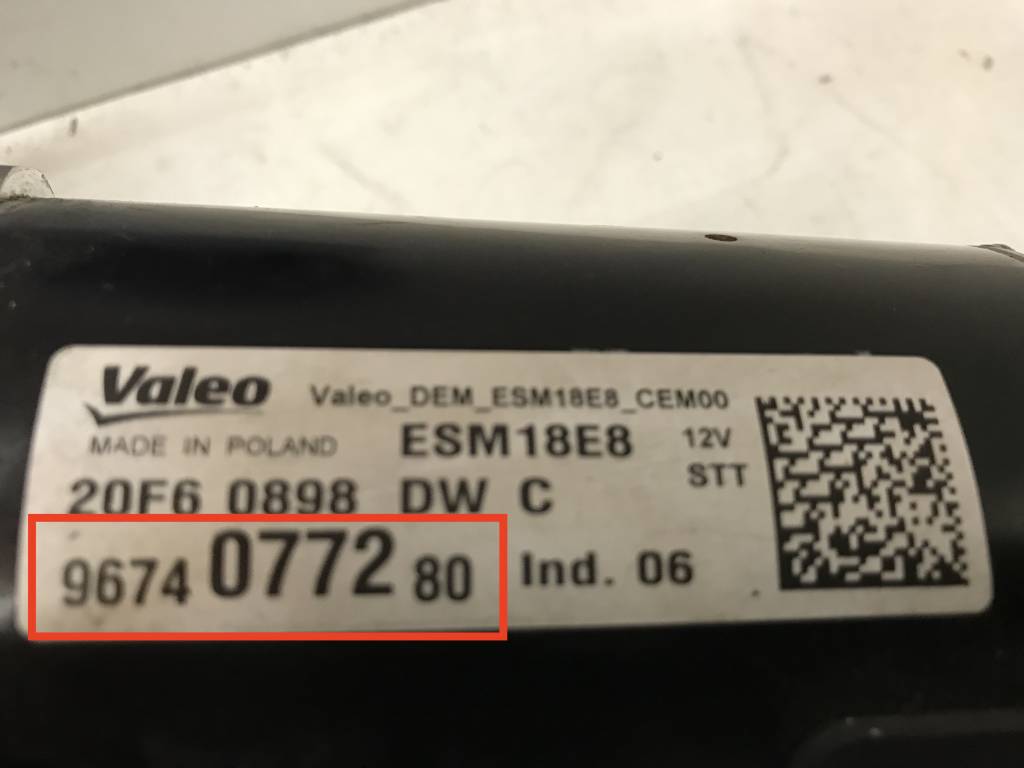 Valeo Valeo_DEM_ESM18E8_CEM00
MADE IN POLAND ESM18E8 12V
STT
20F6 0898 DW C
9674 0772 80 Ind. 06